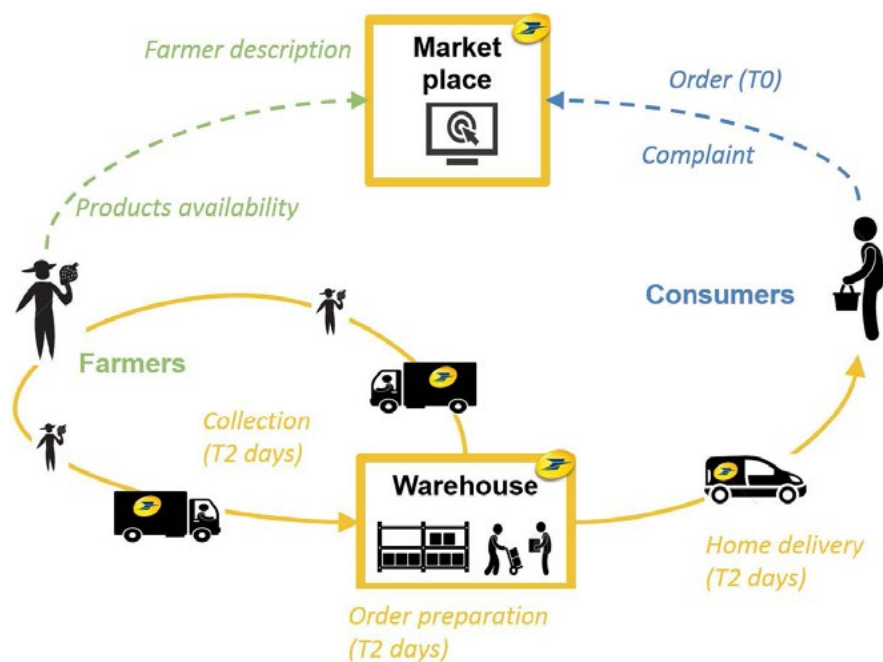 Farmer description
Market
place
Order (T0)
Complaint
Products availability
Consumers
Farmers
Collection
(T2 days)
Warehouse
Home delivery
(T2 days)
Order preparation
(T2 days)